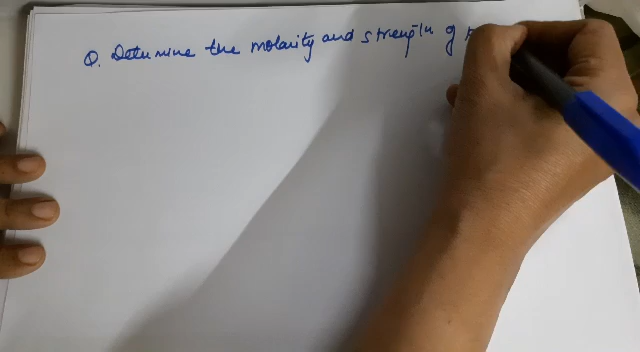 Q. Determine the molarity and strength of